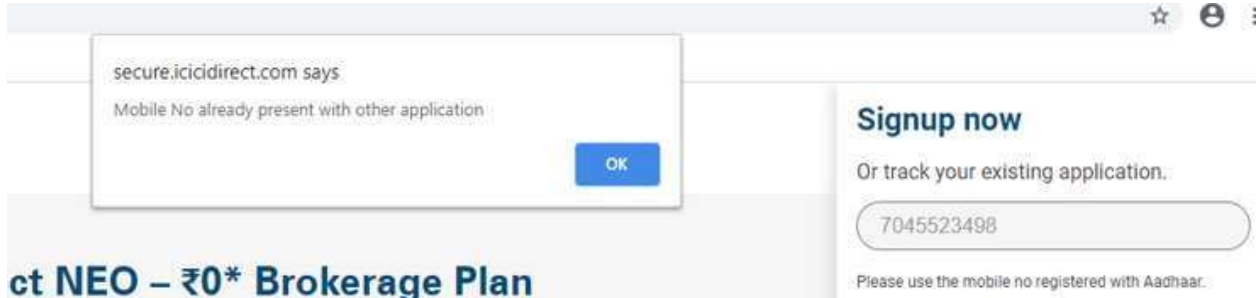 secure.icicidirect.com says
Mobile No already present with other application
OK
Signup now
Or track your existing application.
7045523498
Please use the mobile no registered with Aadhaar.
ct NEO – ₹0* Brokerage Plan